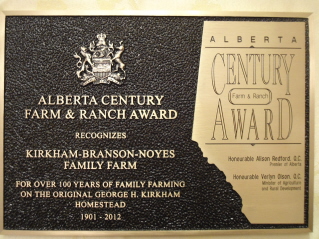 ALBERTA CENTURY
FARM & RANCH AWARD
RECOGNIZES
KIRKHAM-BRANSON-NOYES
FAMILY FARM
FOR OVER 100 YEARS OF FAMILY FARMING
ON THE ORIGINAL GEORGE H. KIRKHAM
HOMESTEAD
1901 - 2012
ALBERTA
CENTURY
Farm & Ranch
AWARD
Honourable Alison Redford, Q.C.
Premier of Alberta
Honourable Verlyn Olson, Q.C.
Minister of Agriculture
and Rural Development